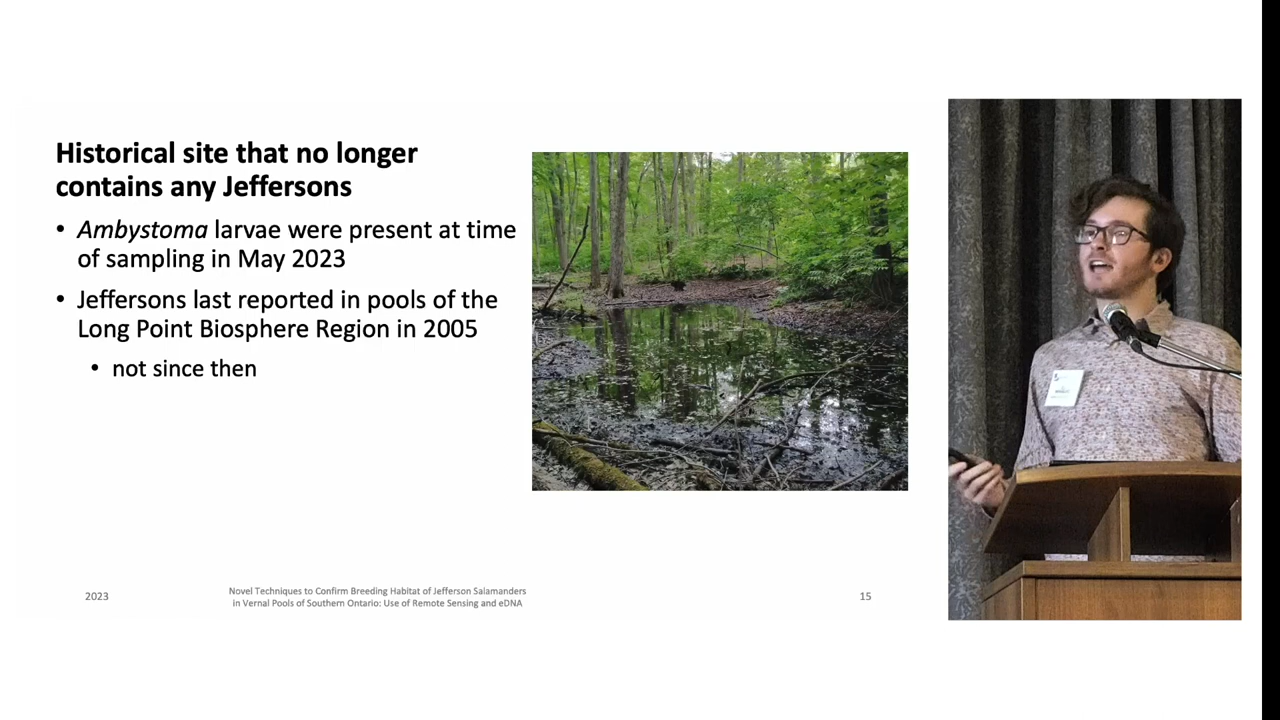 Historical site that no longer
contains any Jeffersons
• Ambystoma larvae were present at time
of sampling in May 2023
• Jeffersons last reported in pools of the
Long Point Biosphere Region in 2005
• not since then
2023
Novel Techniques to Confirm Breeding Habitat of Jefferson Salamanders
in Vernal Pools of Southern Ontario: Use of Remote Sensing and eDNA
15